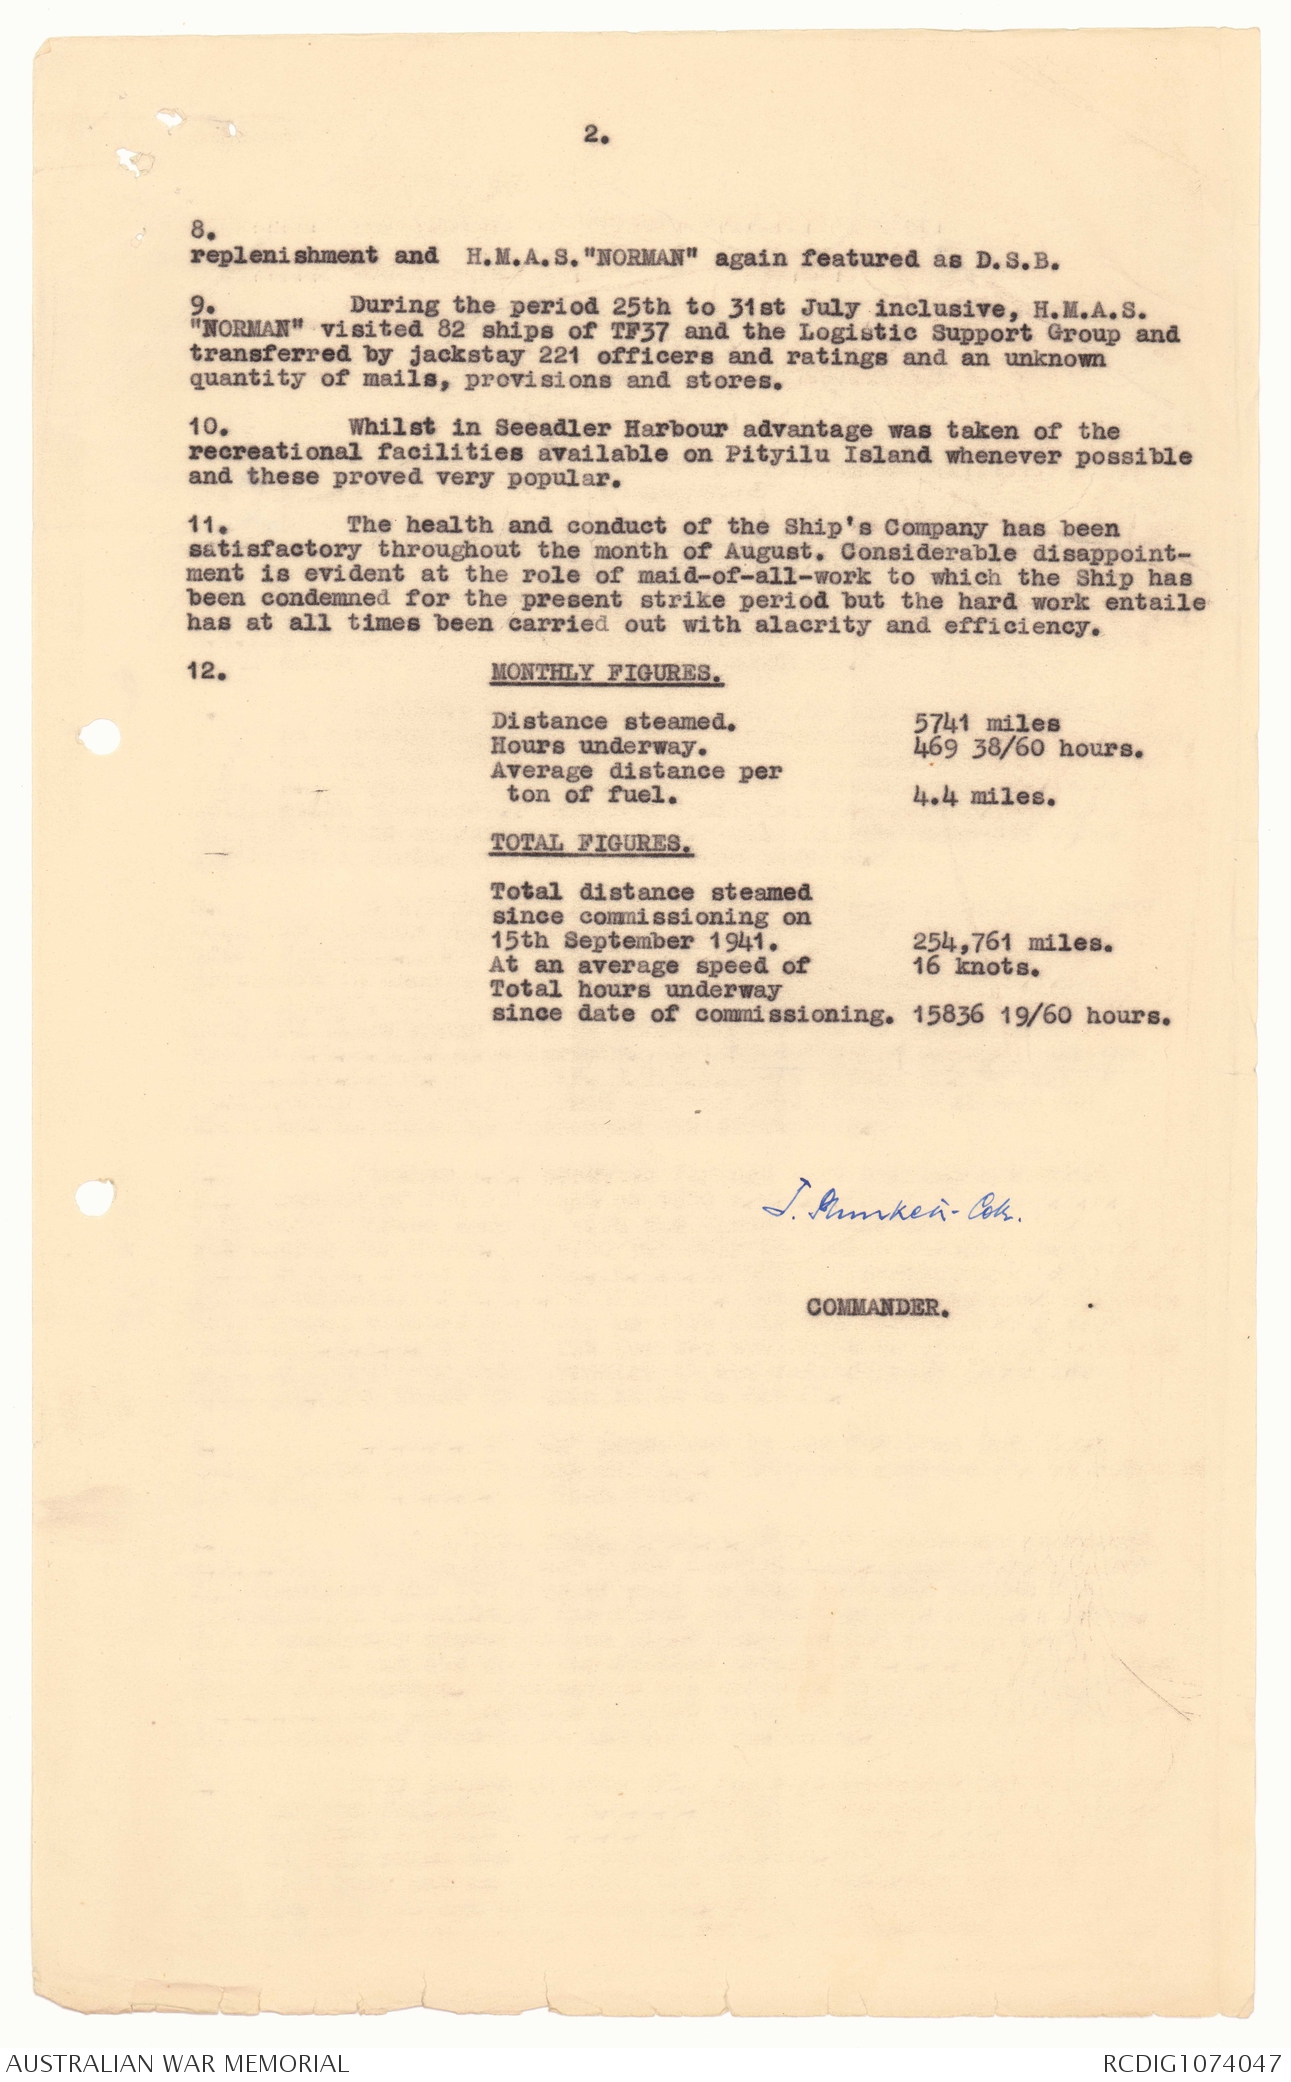 2.
8.
replenishment and H.M.A.S."NORMAN" again featured as D.S.B.
9. During the period 25th to 31st July inclusive, H.M.A.S.
"NORMAN" visited 82 ships of TF37 and the Logistic Support Group and
transferred by jackstay 221 officers and ratings and an unknown
quantity of mails, provisions and stores.
10. Whilst in Seeadler Harbour advantage was taken of the
recreational facilities available on Pityilu Island whenever possible
and these proved very popular.
11. The health and conduct of the Ship's Company has been
satisfactory throughout the month of August. Considerable disappoint-
ment is evident at the role of maid-of-all-work to which the Ship has
been condemned for the present strike period but the hard work entaile
has at all times been carried out with alacrity and efficiency.
12. MONTHLY FIGURES.
Distance steamed. 5741 miles
Hours underway. 469 38/60 hours.
Average distance per
ton of fuel. 4.4 miles.
TOTAL FIGURES.
Total distance steamed
since commissioning on
15th September 1941. 254,761 miles.
At an average speed of 16 knots.
Total hours underway
since date of commissioning. 15836 19/60 hours.
J. Plunkett-Cole.
COMMANDER.
AUSTRALIAN WAR MEMORIAL RCDIG1074047